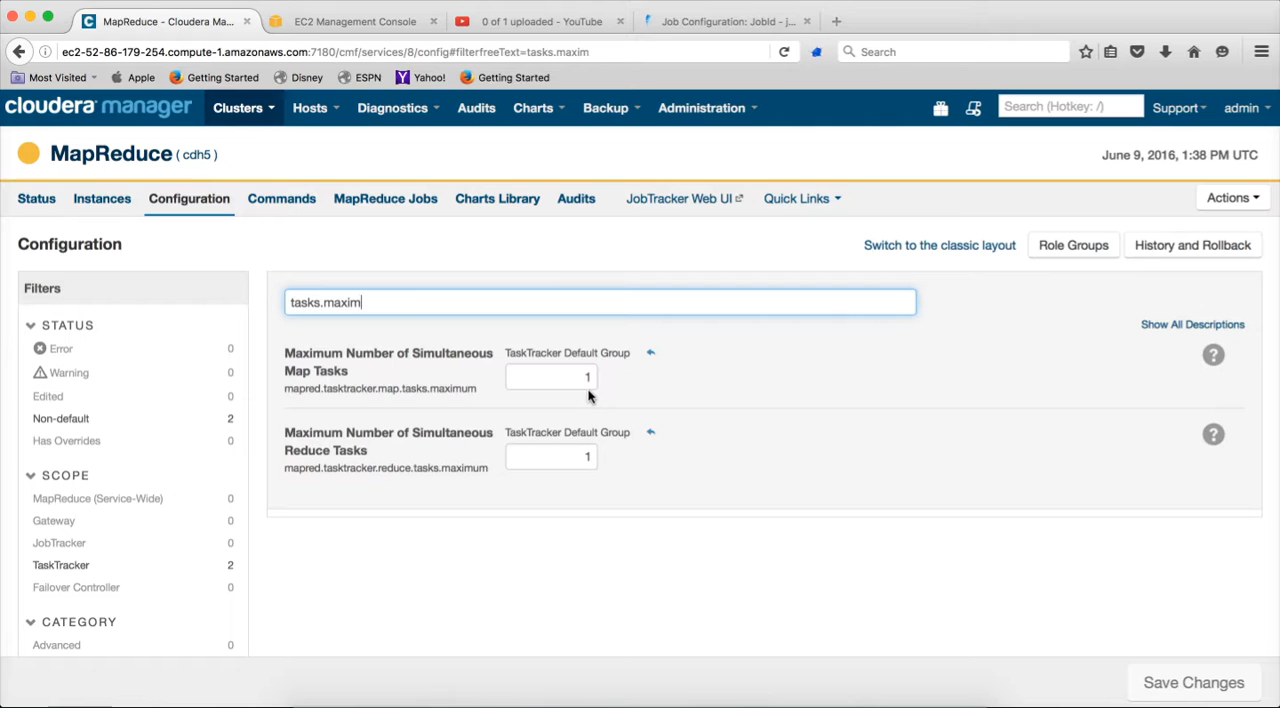 MapReduce - Cloudera Ma...
EC2 Management Console
0 of 1 uploaded - YouTube
Job Configuration: JobId - j...
ec2-52-86-179-254.compute-1.amazonaws.com:7180/cmf/services/8/config#filterfreeText=tasks.maxim
Search
Most Visited
Apple
Getting Started
Disney
ESPN
Yahoo!
Getting Started
cloudera manager
Clusters
Hosts
Diagnostics
Audits
Charts
Backup
Administration
Search (Hotkey: /)
Support
admin
MapReduce (cdh5)
June 9, 2016, 1:38 PM UTC
Status
Instances
Configuration
Commands
MapReduce Jobs
Charts Library
Audits
JobTracker Web UI
Quick Links
Actions
Configuration
Switch to the classic layout
Role Groups
History and Rollback
Filters
STATUS
Error 0
Warning 0
Edited 0
Non-default 2
Has Overrides 0
SCOPE
MapReduce (Service-Wide) 0
Gateway 0
JobTracker 0
TaskTracker 2
Failover Controller 0
CATEGORY
Advanced 0
tasks.maxim
Show All Descriptions
Maximum Number of Simultaneous
Map Tasks
mapred.tasktracker.map.tasks.maximum
TaskTracker Default Group
1
?
Maximum Number of Simultaneous
Reduce Tasks
mapred.tasktracker.reduce.tasks.maximum
TaskTracker Default Group
1
?
Save Changes